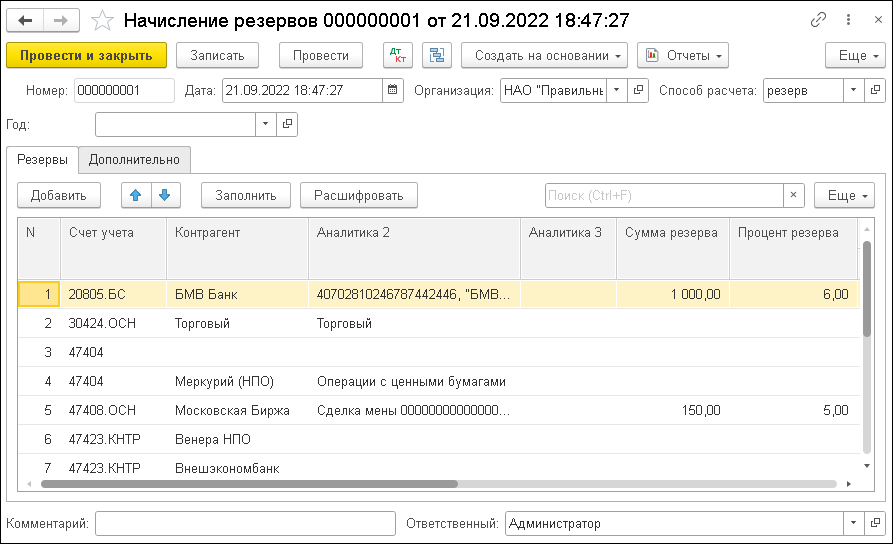 Начисление резервов 000000001 от 21.09.2022 18:47:27
Провести и закрыть Записать Провести Дт Кт Создать на основании Отчеты Еще
Номер: 000000001 Дата: 21.09.2022 18:47:27 Организация: НАО "Правильны Способ расчета: резерв
Год:
Резервы Дополнительно
Добавить Заполнить Расшифровать Поиск (Ctrl+F) Еще
N Счет учета Контрагент Аналитика 2 Аналитика 3 Сумма резерва Процент резерва
1 20805.БС БМВ Банк 40702810246787442446, "БМВ... 1 000,00 6,00
2 30424.ОСН Торговый Торговый
3 47404
4 47404 Меркурий (НПО) Операции с ценными бумагами
5 47408.ОСН Московская Биржа Сделка мены 00000000000000... 150,00 5,00
6 47423.КНТР Венера НПО
7 47423.КНТР Внешэкономбанк
Комментарий: Ответственный: Администратор